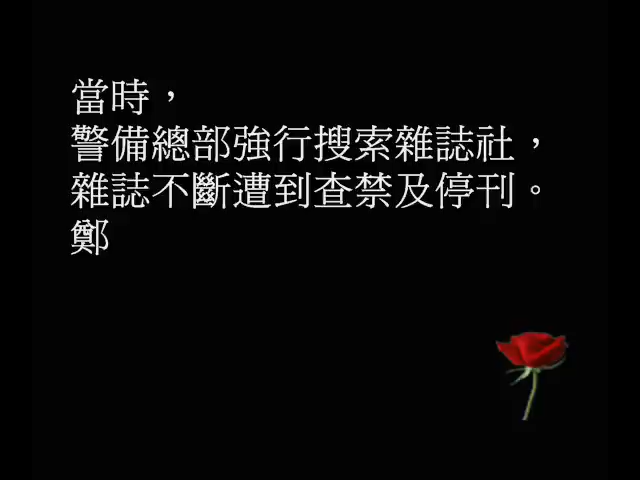 當時，
警備總部強行搜索雜誌社，
雜誌不斷遭到查禁及停刊。
鄭